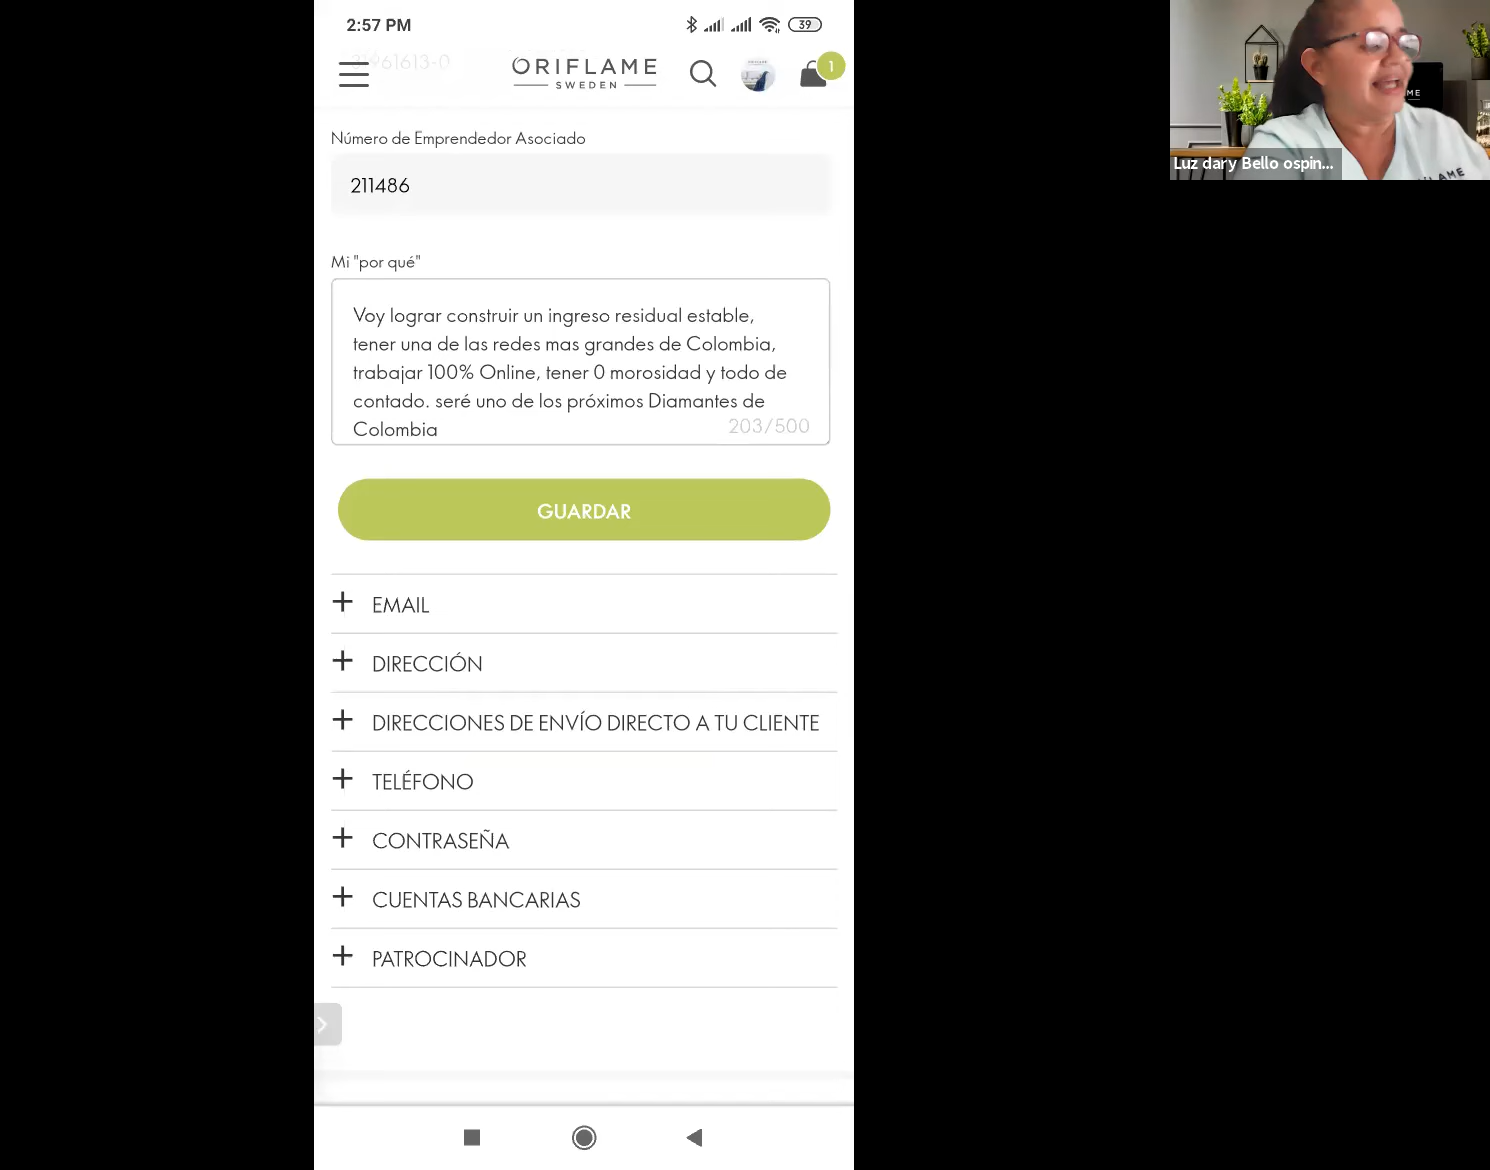 2:57 PM
39
31961613-0
ORIFLAME
SWEDEN
1
Número de Emprendedor Asociado
211486
Mi "por qué"
Voy lograr construir un ingreso residual estable,
tener una de las redes mas grandes de Colombia,
trabajar 100% Online, tener 0 morosidad y todo de
contado. seré uno de los próximos Diamantes de
Colombia
203/500
GUARDAR
EMAIL
DIRECCIÓN
DIRECCIONES DE ENVÍO DIRECTO A TU CLIENTE
TELÉFONO
CONTRASEÑA
CUENTAS BANCARIAS
PATROCINADOR
Luz dary Bello ospin...